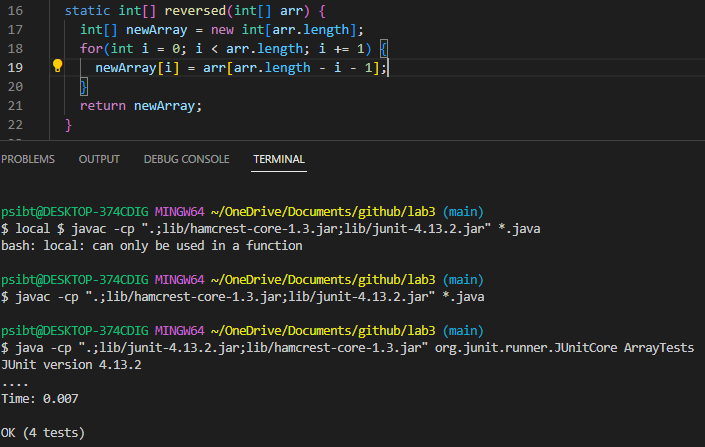 16 static int[] reversed(int[] arr) {
17 int[] newArray = new int[arr.length];
18 for(int i = 0; i < arr.length; i += 1) {
19 newArray[i] = arr[arr.length - i - 1];
20 }
21 return newArray;
22 }
PROBLEMS OUTPUT DEBUG CONSOLE TERMINAL
psibt@DESKTOP-374CDIG MINGW64 ~/OneDrive/Documents/github/lab3 (main)
$ local $ javac -cp ".;lib/hamcrest-core-1.3.jar;lib/junit-4.13.2.jar" *.java
bash: local: can only be used in a function
psibt@DESKTOP-374CDIG MINGW64 ~/OneDrive/Documents/github/lab3 (main)
$ javac -cp ".;lib/hamcrest-core-1.3.jar;lib/junit-4.13.2.jar" *.java
psibt@DESKTOP-374CDIG MINGW64 ~/OneDrive/Documents/github/lab3 (main)
$ java -cp ".;lib/junit-4.13.2.jar;lib/hamcrest-core-1.3.jar" org.junit.runner.JUnitCore ArrayTests
JUnit version 4.13.2
....
Time: 0.007
OK (4 tests)